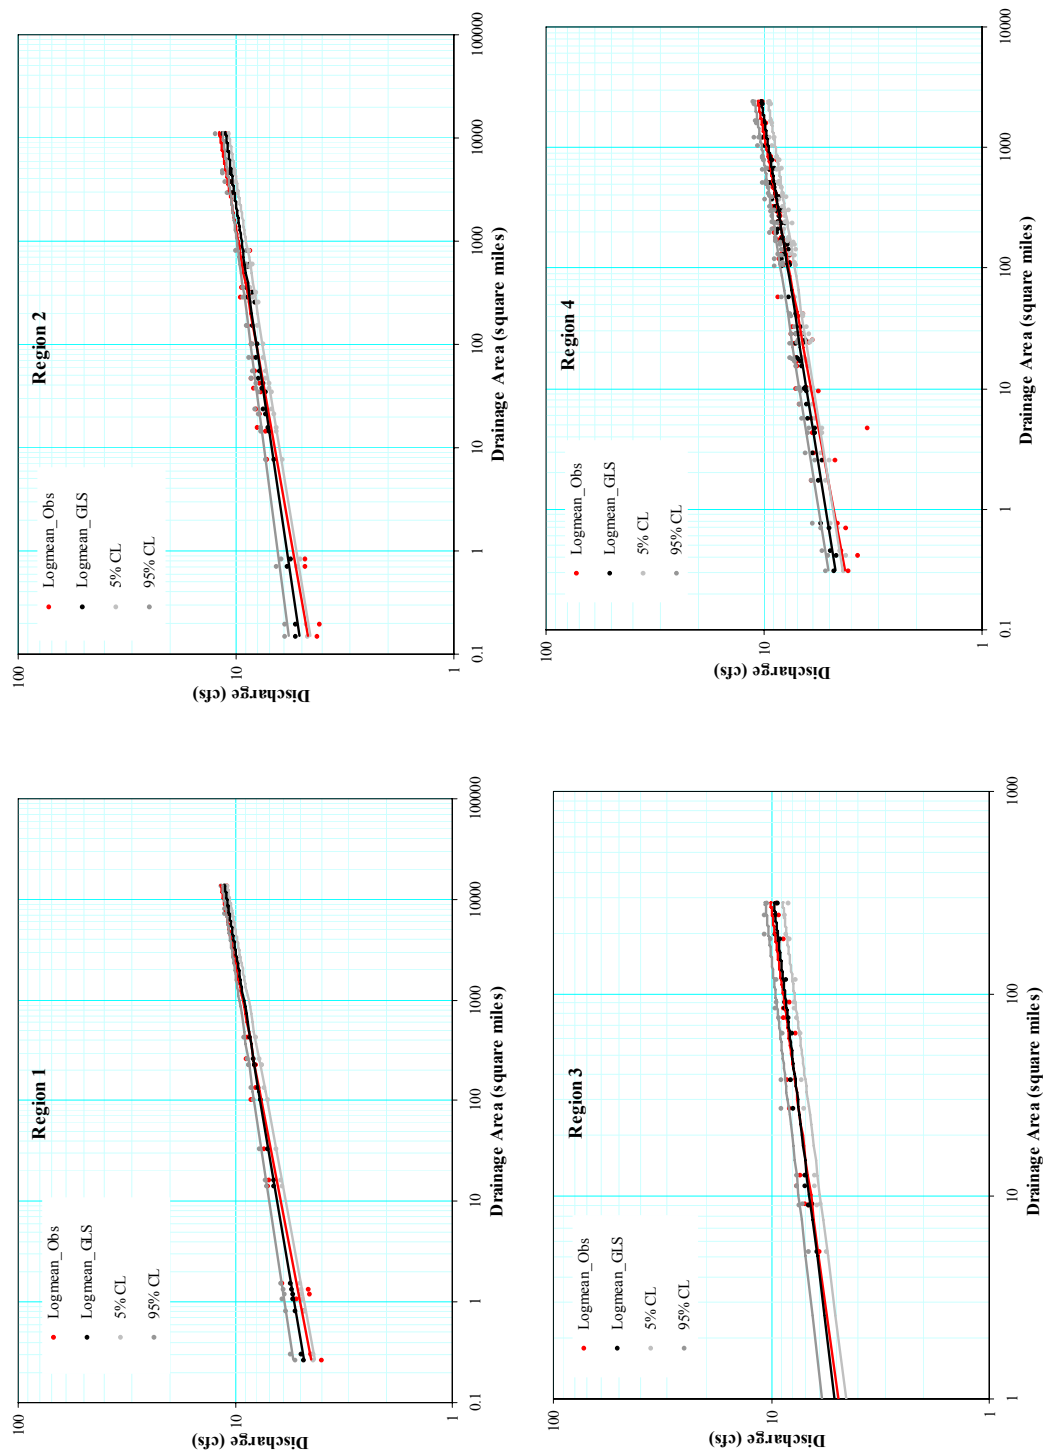 Region 1
Logmean_Obs
Logmean_GLS
5% CL
95% CL
Discharge (cfs)
100
10
1
0.1
1
10
100
1000
10000
100000
Drainage Area (square miles)
Region 2
Logmean_Obs
Logmean_GLS
5% CL
95% CL
Discharge (cfs)
100
10
1
0.1
1
10
100
1000
10000
100000
Drainage Area (square miles)
Region 3
Logmean_Obs
Logmean_GLS
5% CL
95% CL
Discharge (cfs)
100
10
1
1
10
100
1000
Drainage Area (square miles)
Region 4
Logmean_Obs
Logmean_GLS
5% CL
95% CL
Discharge (cfs)
100
10
1
0.1
1
10
100
1000
10000
Drainage Area (square miles)